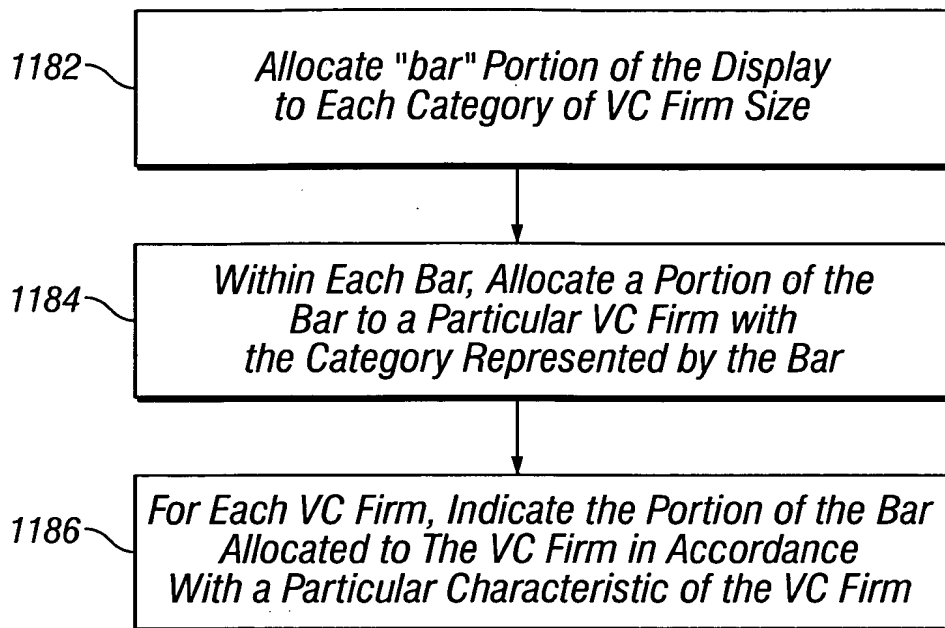 1182
Allocate "bar" Portion of the Display
to Each Category of VC Firm Size
1184
Within Each Bar, Allocate a Portion of the
Bar to a Particular VC Firm with
the Category Represented by the Bar
1186
For Each VC Firm, Indicate the Portion of the Bar
Allocated to The VC Firm in Accordance
With a Particular Characteristic of the VC Firm